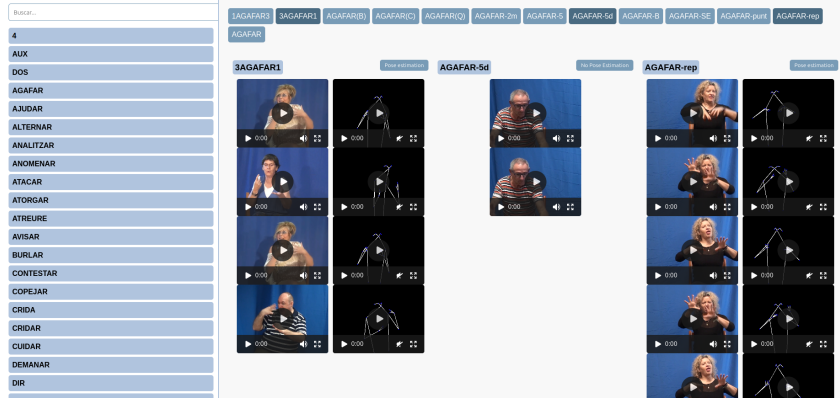 Buscar...
4
AUX
DOS
AGAFAR
AJUDAR
ALTERNAR
ANALITZAR
ANOMENAR
ATACAR
ATORGAR
ATREURE
AVISAR
BURLAR
CONTESTAR
COPEJAR
CRIDA
CRIDAR
CUIDAR
DEMANAR
DIR
1AGAFAR3 3AGAFAR1 AGAFAR(B) AGAFAR(C) AGAFAR(Q) AGAFAR-2m AGAFAR-5 AGAFAR-5d AGAFAR-B AGAFAR-SE AGAFAR-punt AGAFAR-rep
AGAFAR
3AGAFAR1 Pose estimation AGAFAR-5d No Pose Estimation AGAFAR-rep Pose estimation
0:00 0:00 0:00 0:00 0:00
0:00 0:00 0:00 0:00 0:00
0:00 0:00 0:00 0:00
0:00 0:00 0:00 0:00